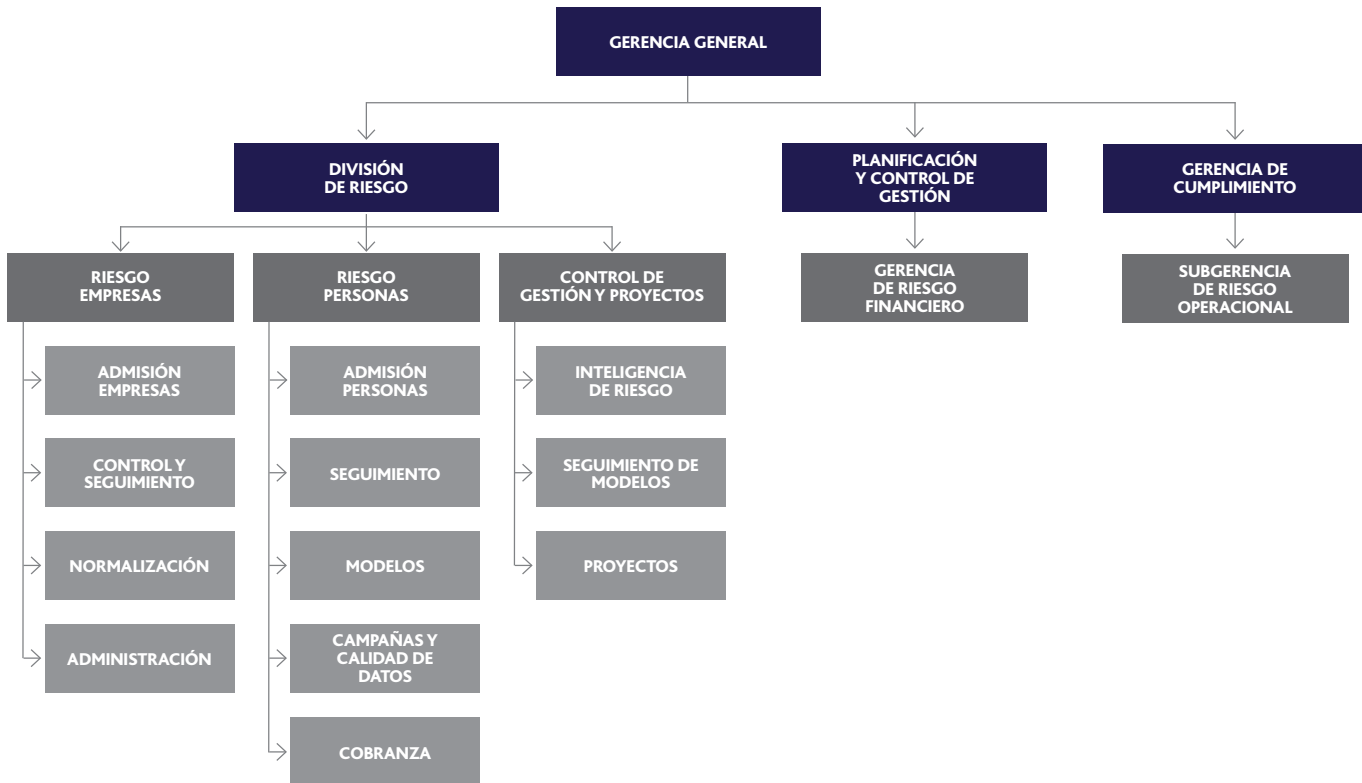 GERENCIA GENERAL
DIVISIÓN
DE RIESGO
PLANIFICACIÓN
Y CONTROL DE
GESTIÓN
GERENCIA DE
CUMPLIMIENTO
RIESGO
EMPRESAS
RIESGO
PERSONAS
CONTROL DE
GESTIÓN Y PROYECTOS
GERENCIA
DE RIESGO
FINANCIERO
SUBGERENCIA
DE RIESGO
OPERACIONAL
ADMISIÓN
EMPRESAS
ADMISIÓN
PERSONAS
INTELIGENCIA
DE RIESGO
CONTROL Y
SEGUIMIENTO
SEGUIMIENTO
SEGUIMIENTO DE
MODELOS
NORMALIZACIÓN
MODELOS
PROYECTOS
ADMINISTRACIÓN
CAMPAÑAS Y
CALIDAD DE
DATOS
COBRANZA